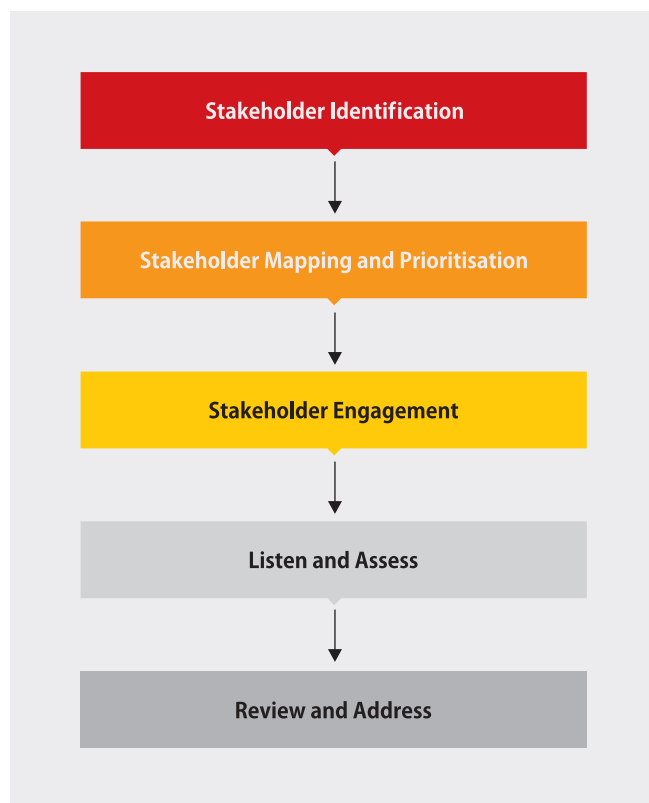 Stakeholder Identification
Stakeholder Mapping and Prioritisation
Stakeholder Engagement
Listen and Assess
Review and Address